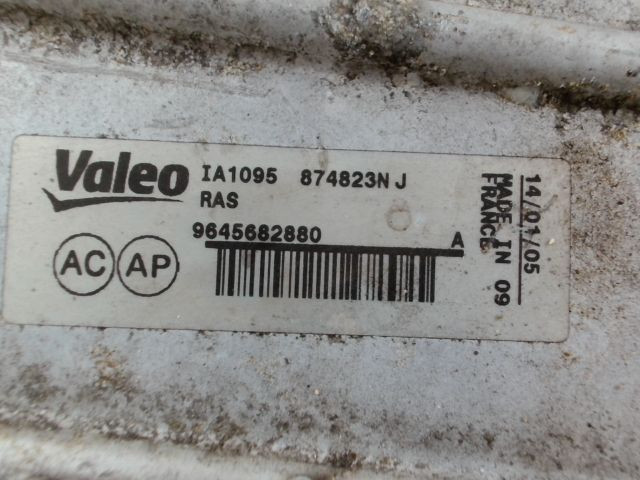 Valeo IA1095 874823N J
RAS
9645682880 A
AC AP
14/01/05
MADE IN 09
FRANCE